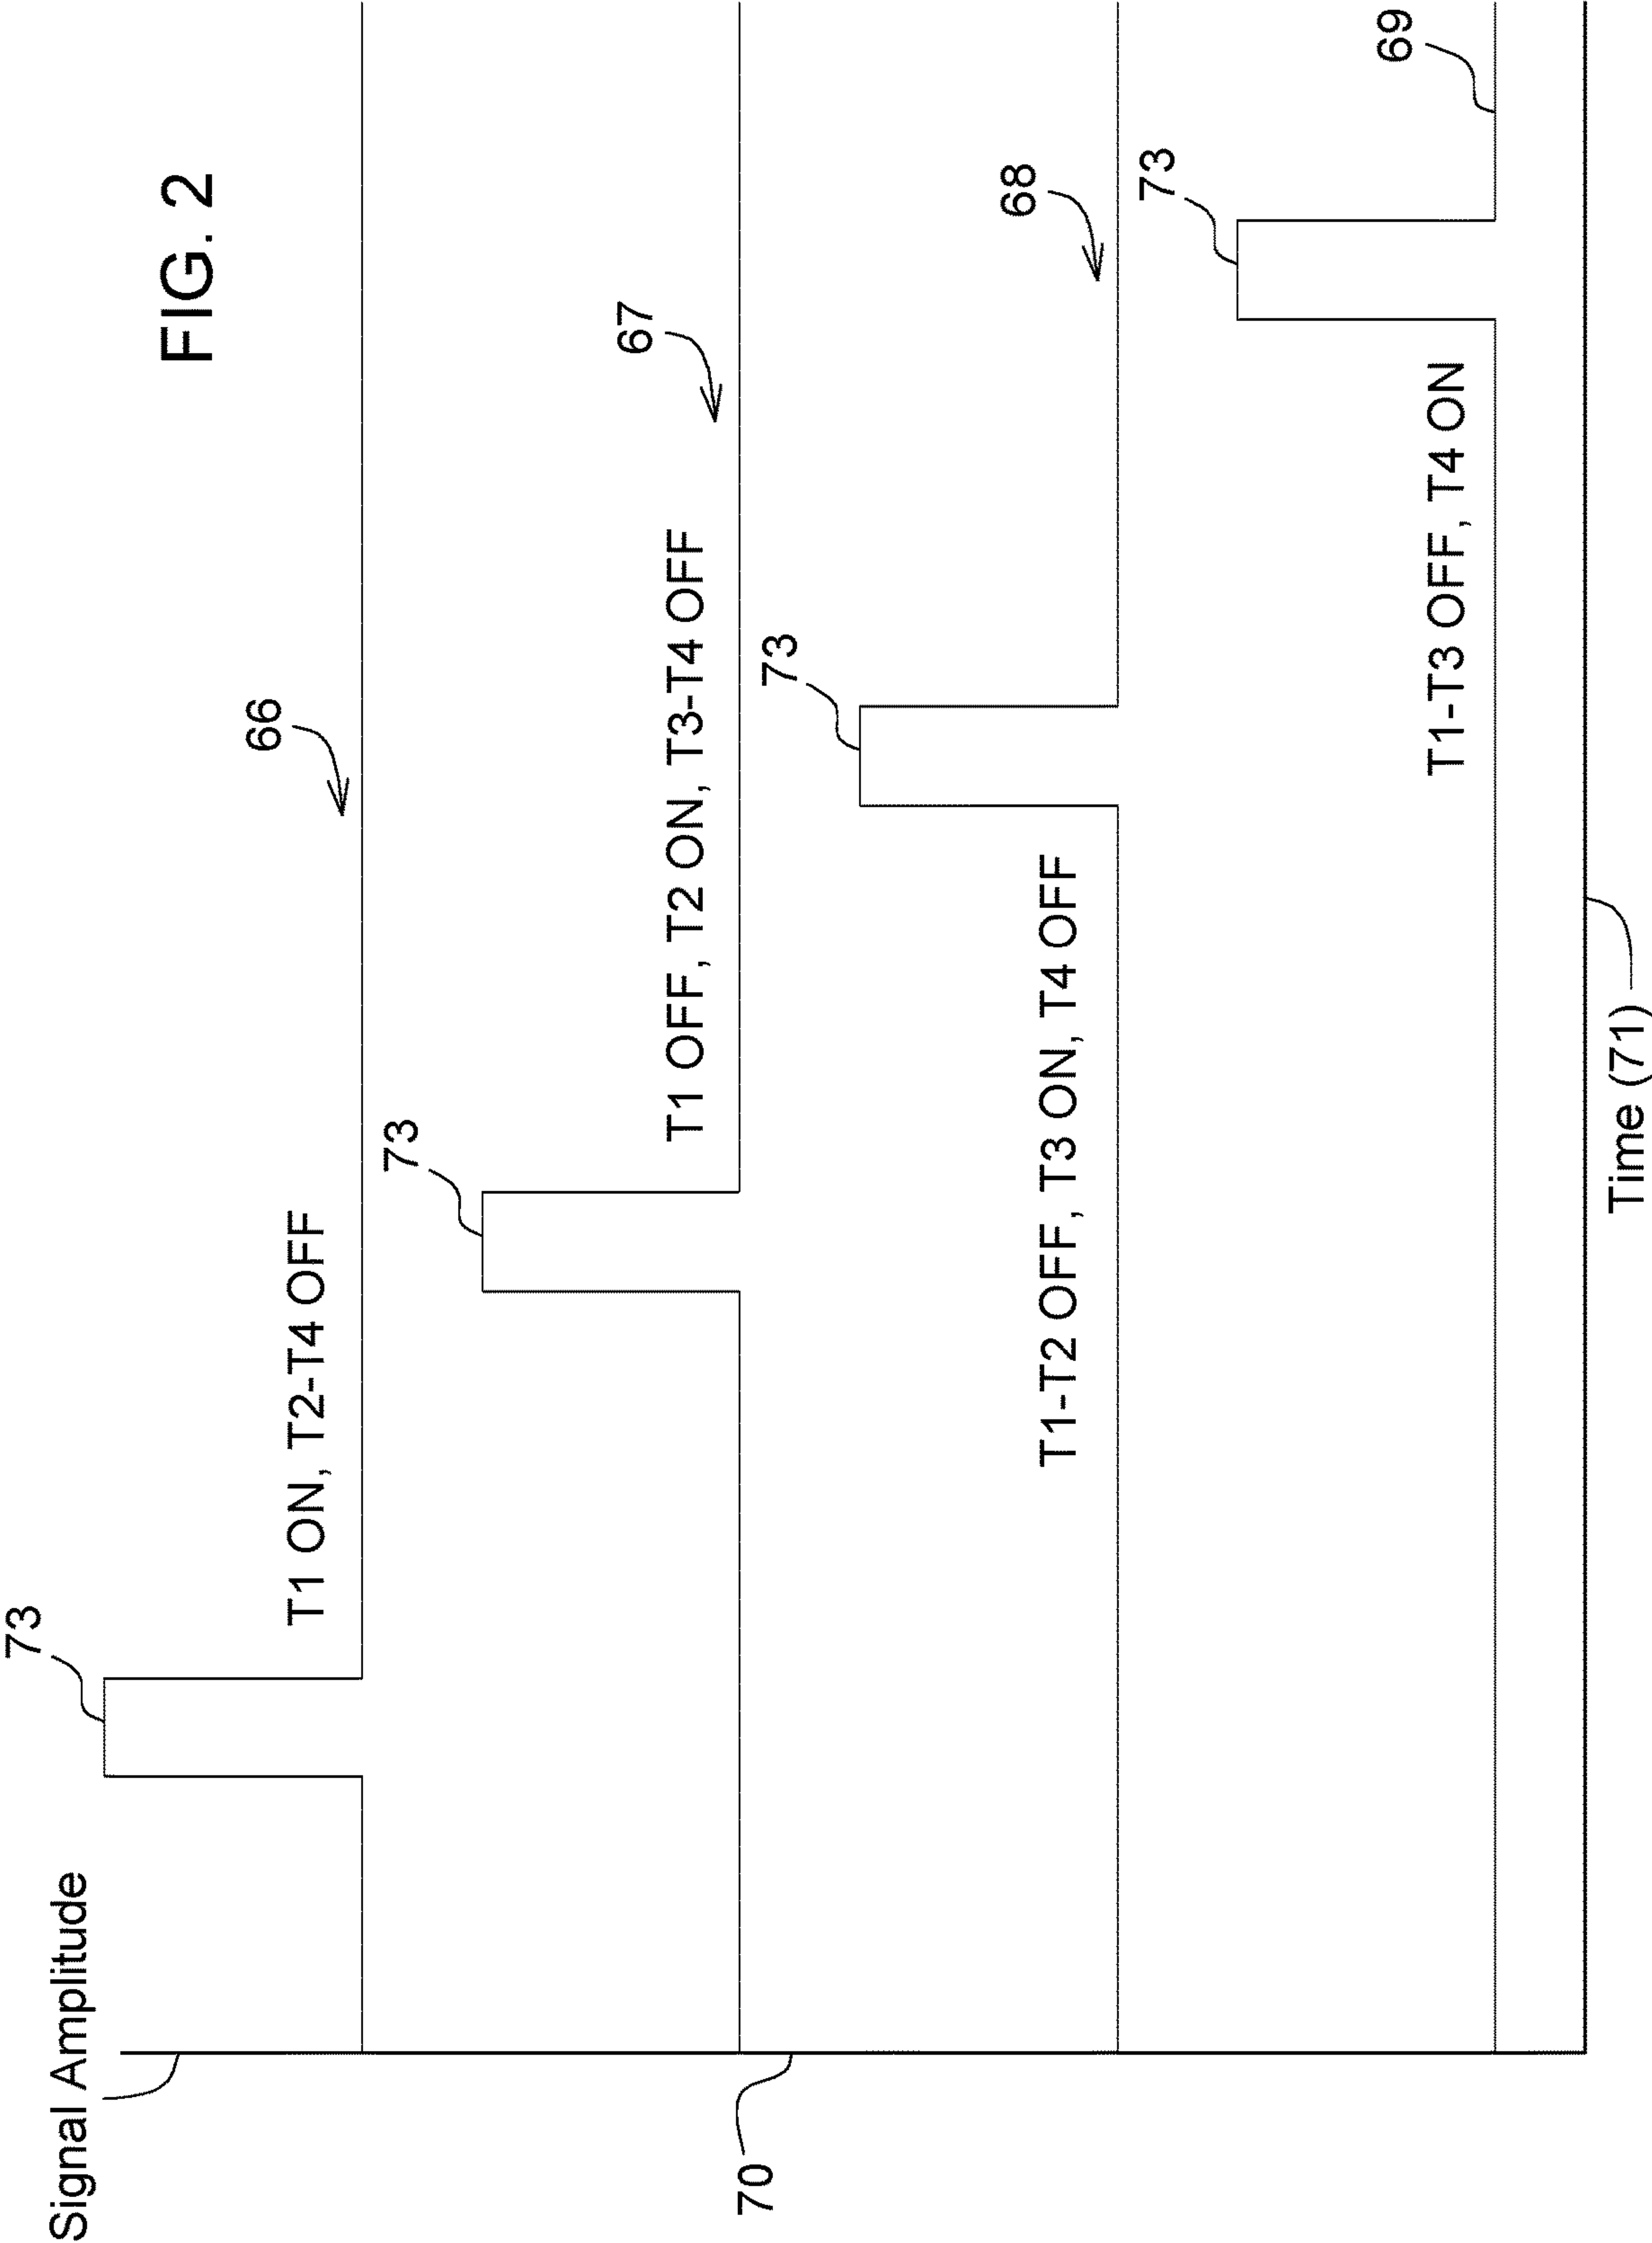 FIG. 2
Signal Amplitude
73
T1 ON, T2-T4 OFF
66
73
T1 OFF, T2 ON, T3-T4 OFF
67
70
73
T1-T2 OFF, T3 ON, T4 OFF
68
73
T1-T3 OFF, T4 ON
69
Time (71)